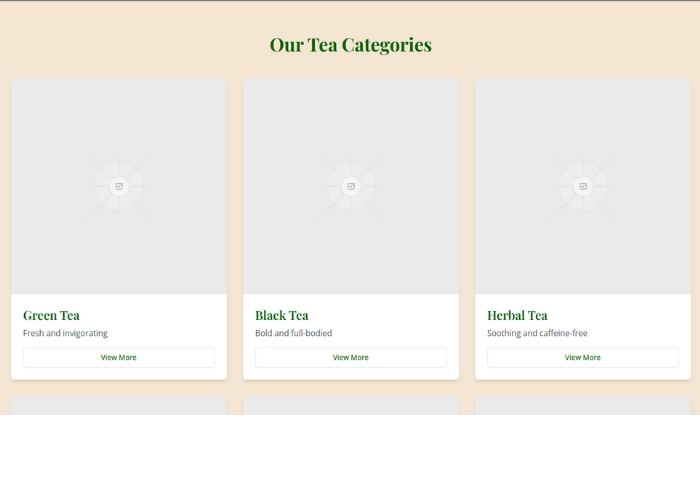 Our Tea Categories
Green Tea
Fresh and invigorating
View More
Black Tea
Bold and full-bodied
View More
Herbal Tea
Soothing and caffeine-free
View More